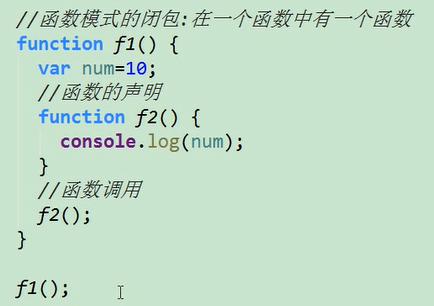 //函数模式的闭包:在一个函数中有一个函数
function f1() {
  var num=10;
  //函数的声明
  function f2() {
    console.log(num);
  }
  //函数调用
  f2();
}
f1();